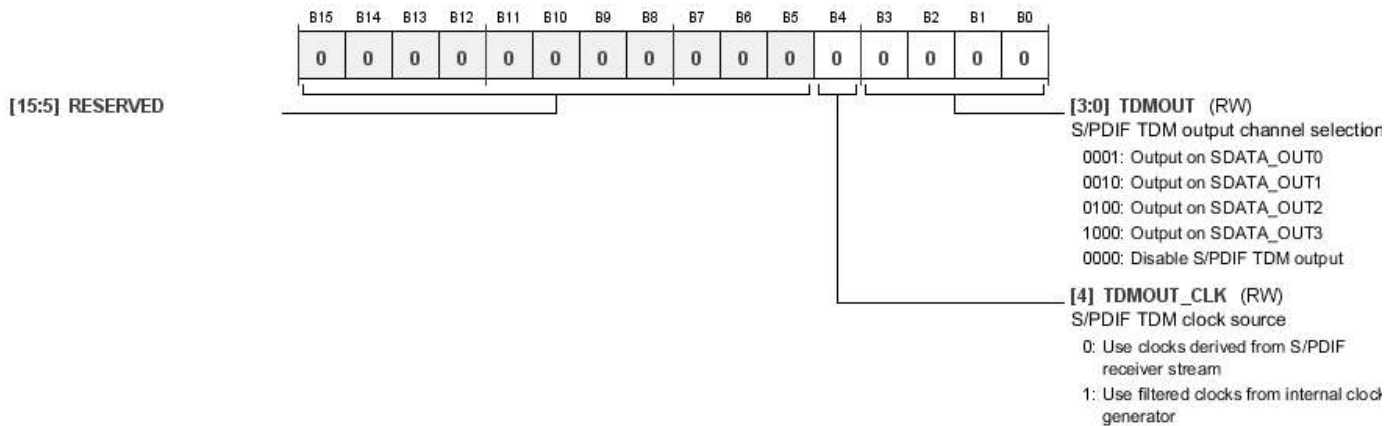 B15 B14 B13 B12 B11 B10 B9 B8 B7 B6 B5 B4 B3 B2 B1 B0
0 0 0 0 0 0 0 0 0 0 0 0 0 0 0 0
[15:5] RESERVED
[3:0] TDMOUT (RW)
S/PDIF TDM output channel selection
0001: Output on SDATA_OUT0
0010: Output on SDATA_OUT1
0100: Output on SDATA_OUT2
1000: Output on SDATA_OUT3
0000: Disable S/PDIF TDM output
[4] TDMOUT_CLK (RW)
S/PDIF TDM clock source
0: Use clocks derived from S/PDIF
receiver stream
1: Use filtered clocks from internal clock
generator